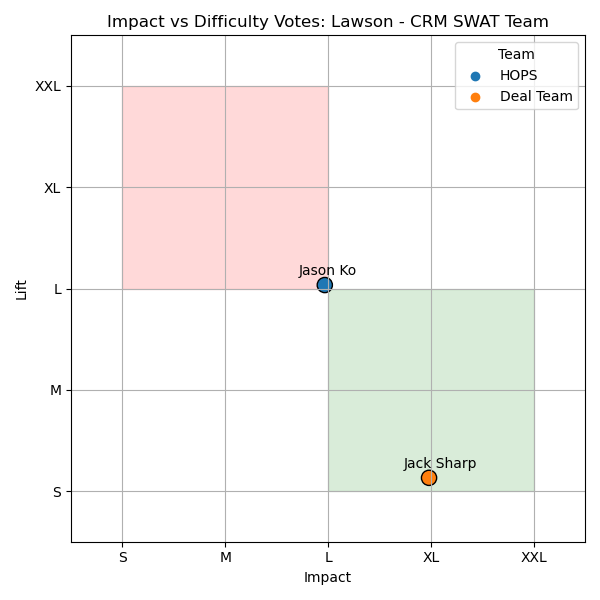 Impact vs Difficulty Votes: Lawson - CRM SWAT Team
Team
HOPS
Deal Team
XXL
XL
L
M
S
Lift
Jason Ko
Jack Sharp
S M L XL XXL
Impact